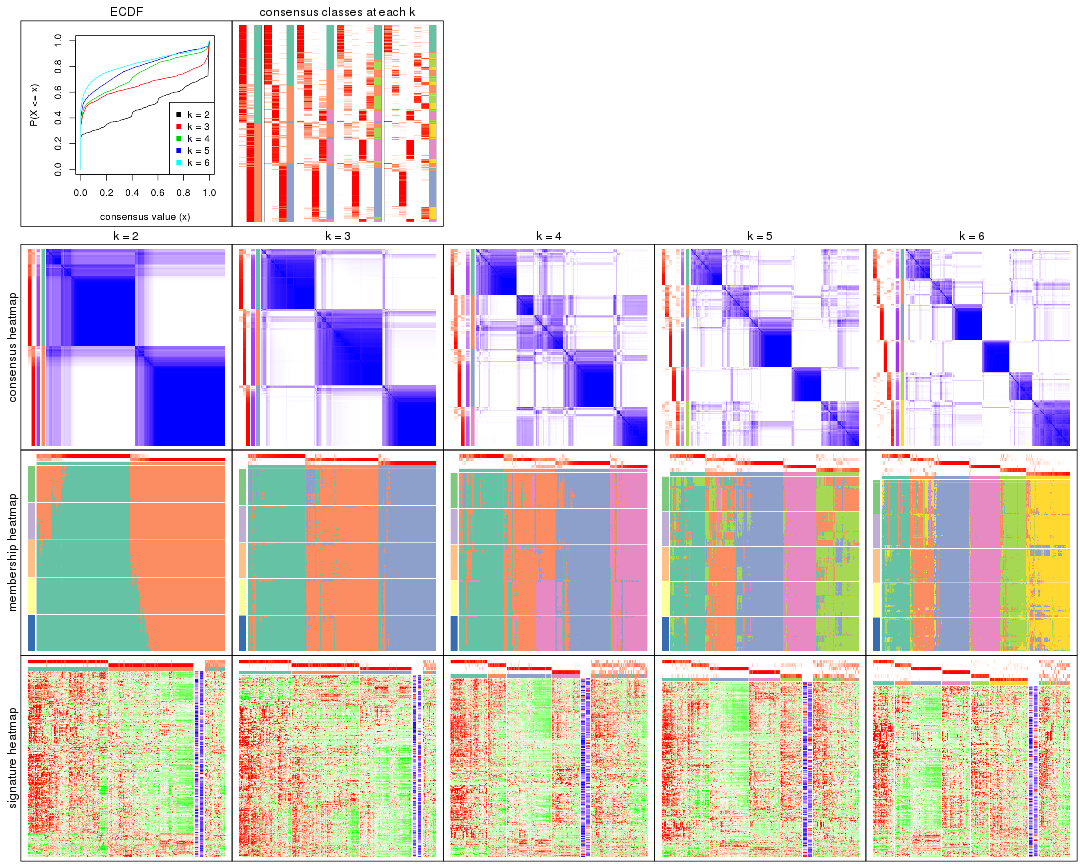 ECDF
consensus classes at each k
P(X <= x)
0.0
0.2
0.4
0.6
0.8
1.0
k = 2
k = 3
k = 4
k = 5
k = 6
0.0 0.2 0.4 0.6 0.8 1.0
consensus value (x)
k = 2
k = 3
k = 4
k = 5
k = 6
consensus heatmap
membership heatmap
signature heatmap